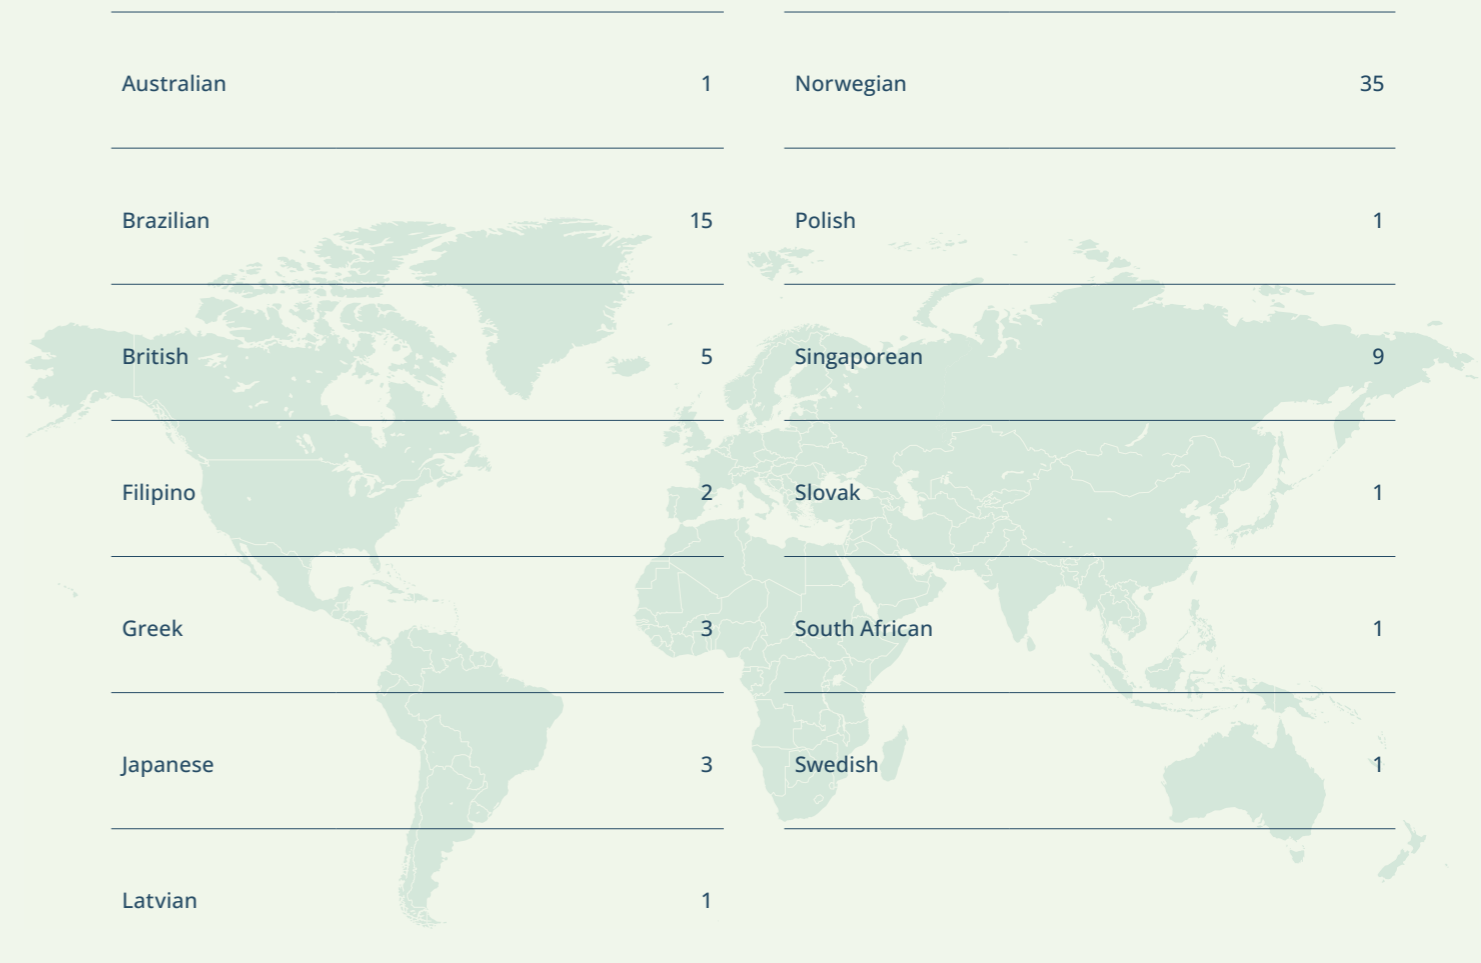 Australian 1
Brazilian 15
British 5
Filipino 2
Greek 3
Japanese 3
Latvian 1
Norwegian 35
Polish 1
Singaporean 9
Slovak 1
South African 1
Swedish 1